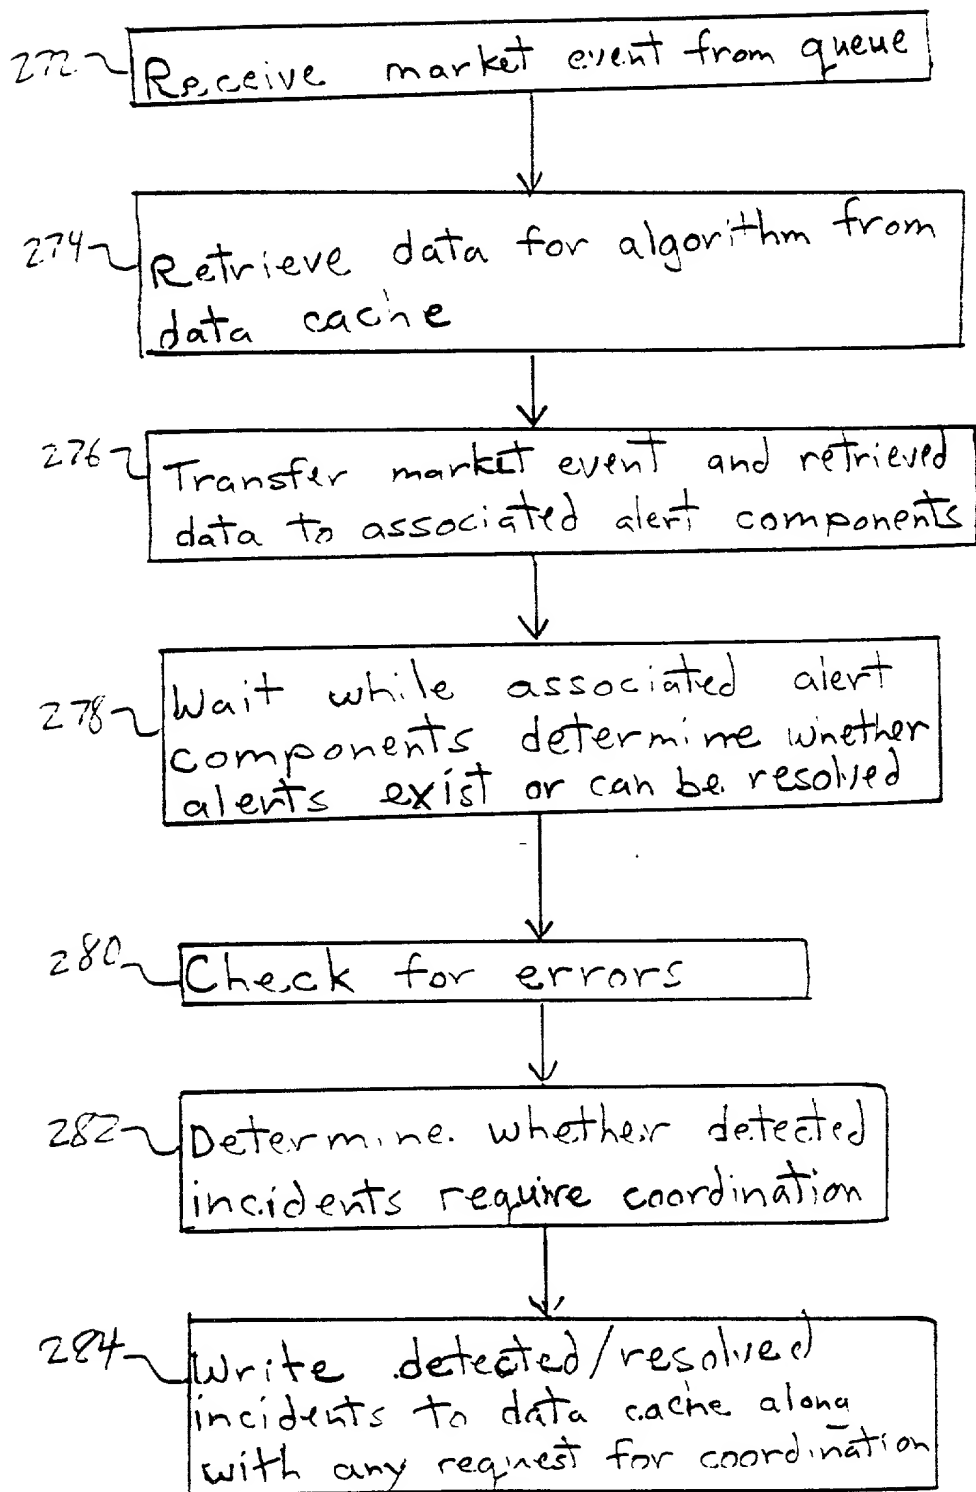 272 Receive market event from queue
274 Retrieve data for algorithm from
data cache
276 Transfer market event and retrieved
data to associated alert components
278 Wait while associated alert
components determine whether
alerts exist or can be resolved
280 Check for errors
282 Determine whether detected
incidents require coordination
284 Write detected/resolved
incidents to data cache along
with any request for coordination